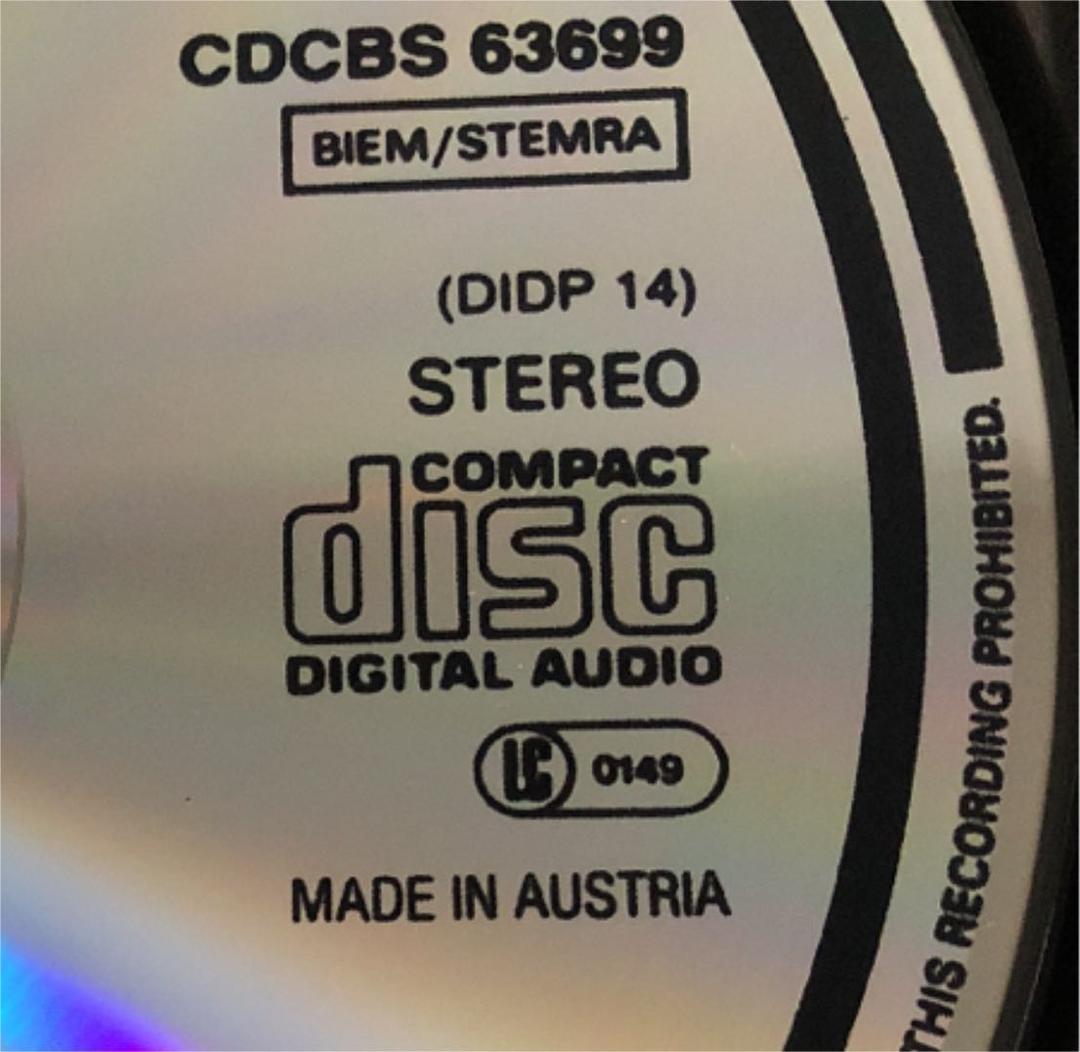 CDCBS 63699
BIEM/STEMRA
(DIDP 14)
STEREO
COMPACT
disc
DIGITAL AUDIO
LC 0149
MADE IN AUSTRIA
THIS RECORDING PROHIBITED.